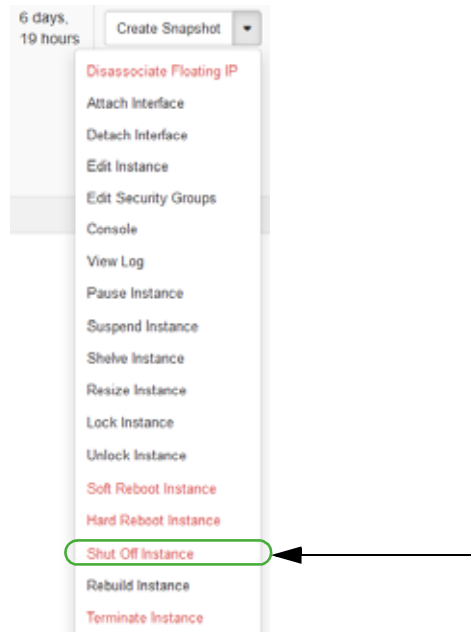 6 days,
19 hours
Create Snapshot
Disassociate Floating IP
Attach Interface
Detach Interface
Edit Instance
Edit Security Groups
Console
View Log
Pause Instance
Suspend Instance
Shelve Instance
Resize Instance
Lock Instance
Unlock Instance
Soft Reboot Instance
Hard Reboot Instance
Shut Off Instance
Rebuild Instance
Terminate Instance